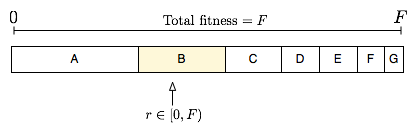 0 Total fitness = F F
A B C D E F G
r ∈ [0, F)